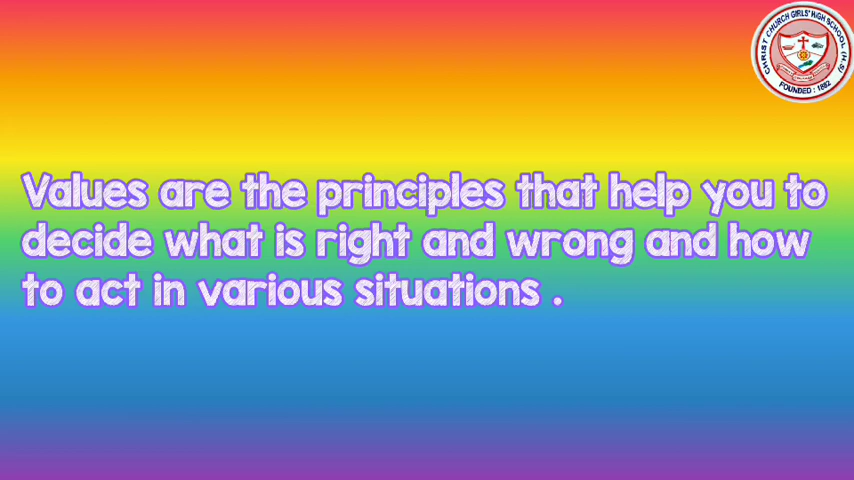 CHRIST CHURCH GIRLS' HIGH SCHOOL (H.S)
FOUNDED : 1882
Values are the principles that help you to
decide what is right and wrong and how
to act in various situations .